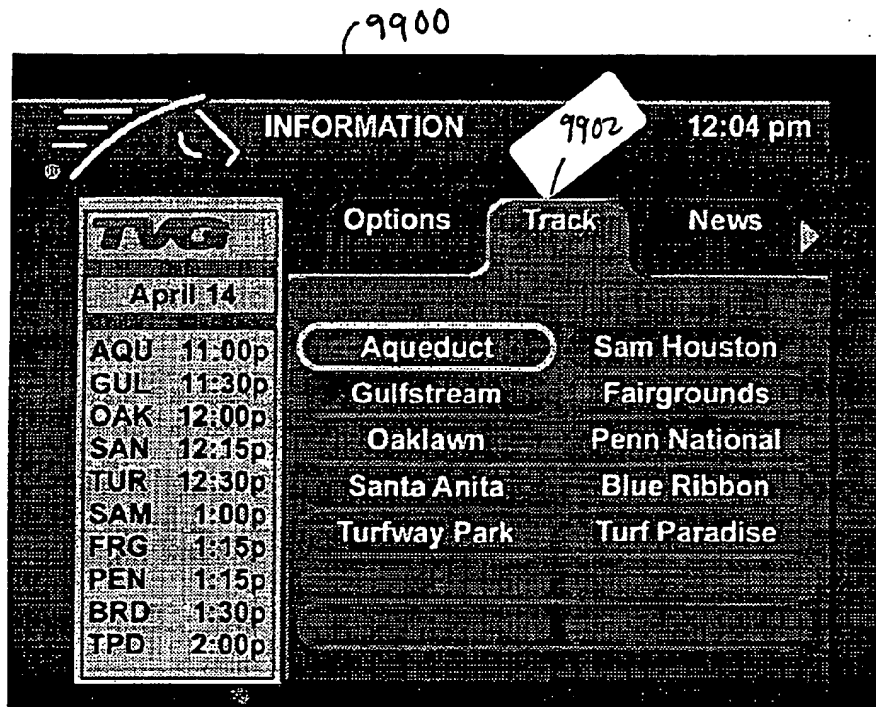 9900
INFORMATION
9902
12:04 pm
TVG
Options
Track
News
April 14
AQU 11:00p
GUL 11:30p
OAK 12:00p
SAN 12:15p
TUR 12:30p
SAM 1:00p
FRG 1:15p
PEN 1:15p
BRD 1:30p
TPD 2:00p
Aqueduct Sam Houston
Gulfstream Fairgrounds
Oaklawn Penn National
Santa Anita Blue Ribbon
Turfway Park Turf Paradise